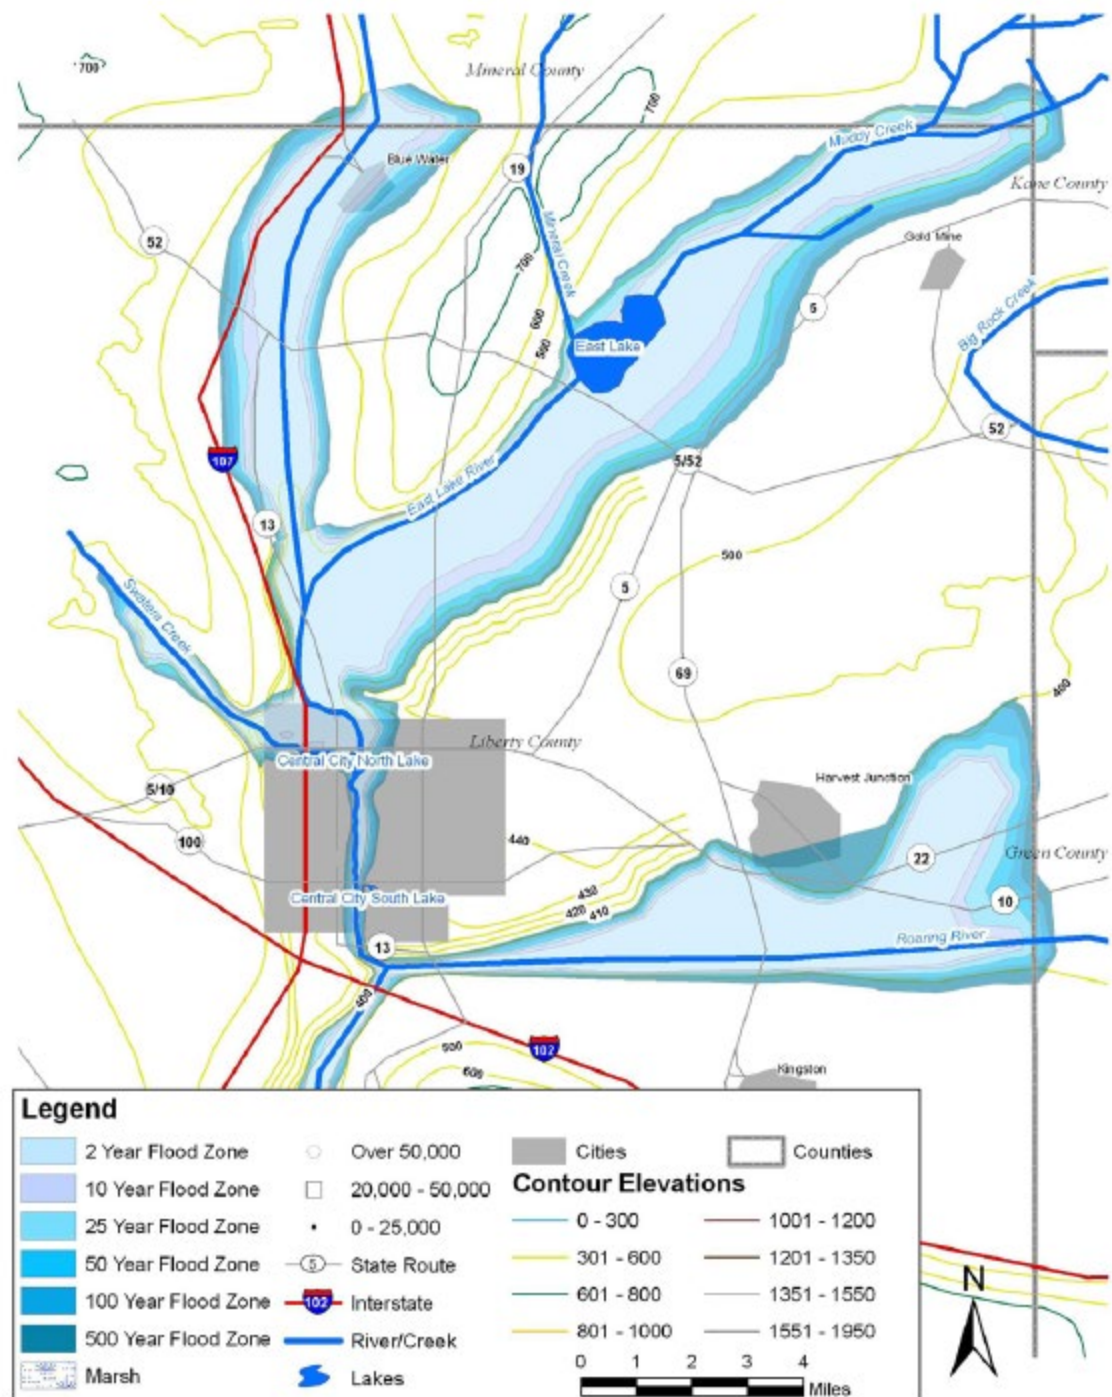 Mineral County
700
700
Muddy Creek
Blue Water
19
Kane County
Mineral Creek
52
Gold Mine
700
5
Big Rock Creek
600
500
East Lake
52
107
5/52
East Lake River
13
500
5
Swatara Creek
69
400
Liberty County
Central City North Lake
Harvest Junction
5/10
100
440
22
Green County
430
420
410
Central City South Lake
10
13
Roaring River
400
500
102
600
Kingston
Legend
2 Year Flood Zone
10 Year Flood Zone
25 Year Flood Zone
50 Year Flood Zone
100 Year Flood Zone
500 Year Flood Zone
Marsh
Over 50,000
20,000 - 50,000
0 - 25,000
5 State Route
102 Interstate
River/Creek
Lakes
Cities
Counties
Contour Elevations
0 - 300
301 - 600
601 - 800
801 - 1000
1001 - 1200
1201 - 1350
1351 - 1550
1551 - 1950
0 1 2 3 4
Miles
N